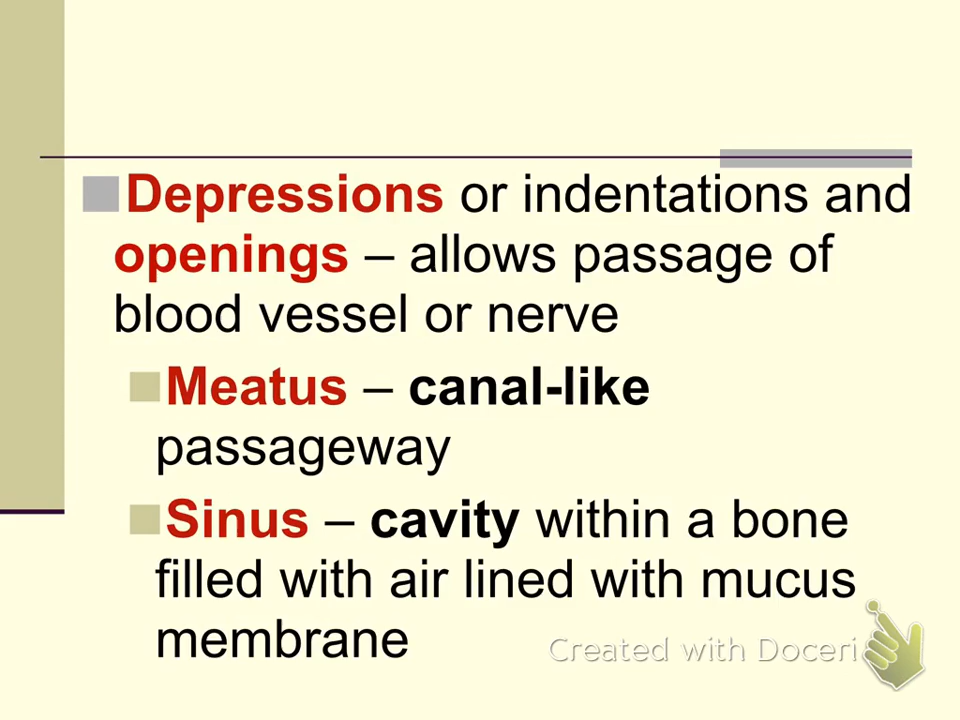 Depressions or indentations and
openings – allows passage of
blood vessel or nerve
Meatus – canal-like
passageway
Sinus – cavity within a bone
filled with air lined with mucus
membrane
Created with Doceri